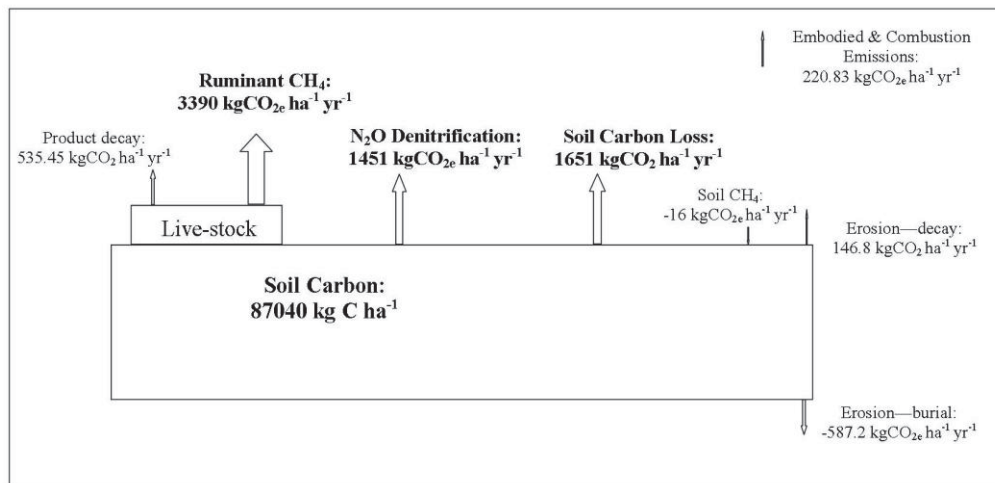 Embodied & Combustion
Emissions:
220.83 kgCO₂ₑ ha⁻¹ yr⁻¹
Ruminant CH₄:
3390 kgCO₂ₑ ha⁻¹ yr⁻¹
Product decay:
535.45 kgCO₂ ha⁻¹ yr⁻¹
N₂O Denitrification:
1451 kgCO₂ₑ ha⁻¹ yr⁻¹
Soil Carbon Loss:
1651 kgCO₂ ha⁻¹ yr⁻¹
Soil CH₄:
-16 kgCO₂ₑ ha⁻¹ yr⁻¹
Live-stock
Erosion—decay:
146.8 kgCO₂ ha⁻¹ yr⁻¹
Soil Carbon:
87040 kg C ha⁻¹
Erosion—burial:
-587.2 kgCO₂ₑ ha⁻¹ yr⁻¹